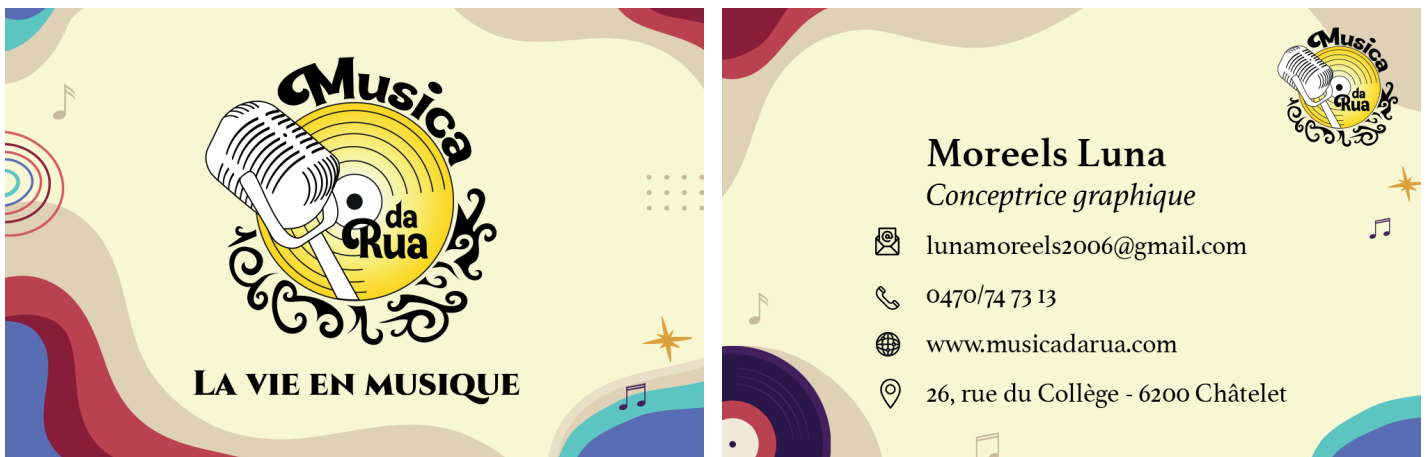 Musica
da
Rua
LA VIE EN MUSIQUE
Musica
da
Rua
Moreels Luna
Conceptrice graphique
lunamoreels2006@gmail.com
0470/74 73 13
www.musicadarua.com
26, rue du Collège - 6200 Châtelet